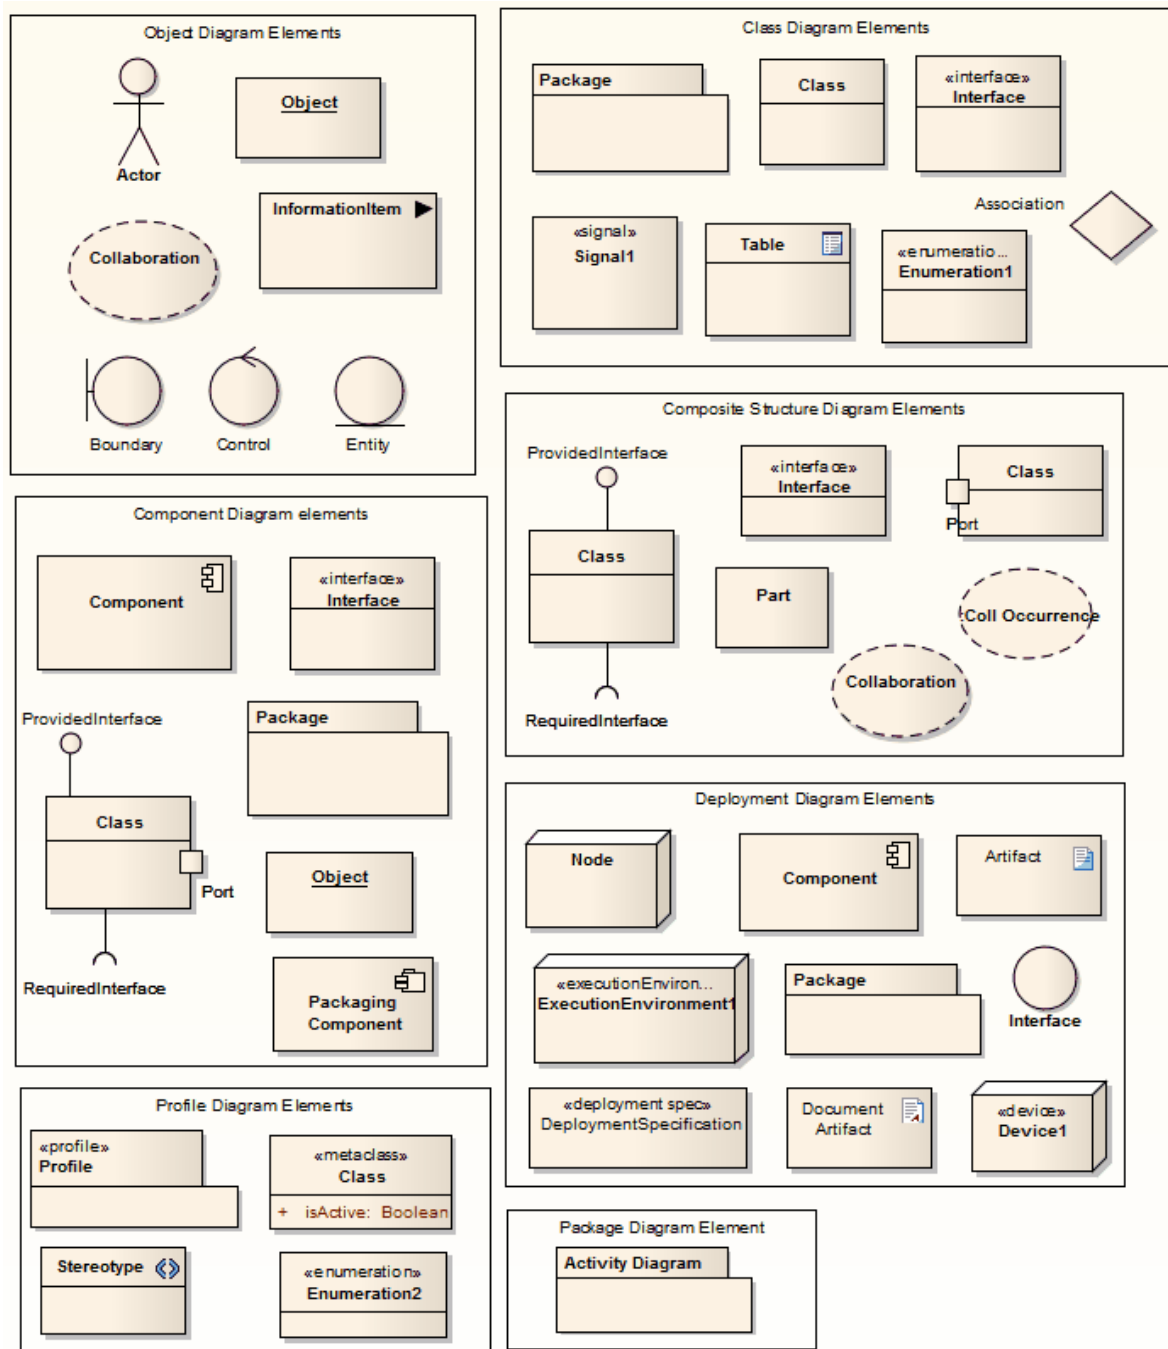 Object Diagram Elements
Actor
Object
InformationItem
Collaboration
Boundary
Control
Entity
Class Diagram Elements
Package
Class
«interface»
Interface
Association
«signal»
Signal1
Table
«enumeratio...
Enumeration1
Composite Structure Diagram Elements
ProvidedInterface
Class
RequiredInterface
«interface»
Interface
Class
Port
Part
:Coll Occurrence
Collaboration
Component Diagram elements
Component
«interface»
Interface
ProvidedInterface
Package
Class
Port
RequiredInterface
Object
Packaging
Component
Deployment Diagram Elements
Node
Component
Artifact
«executionEnviron...
ExecutionEnvironment1
Package
Interface
«deployment spec»
DeploymentSpecification
Document
Artifact
«device»
Device1
Profile Diagram Elements
«profile»
Profile
«metaclass»
Class
+ isActive: Boolean
Stereotype
«enumeration»
Enumeration2
Package Diagram Element
Activity Diagram